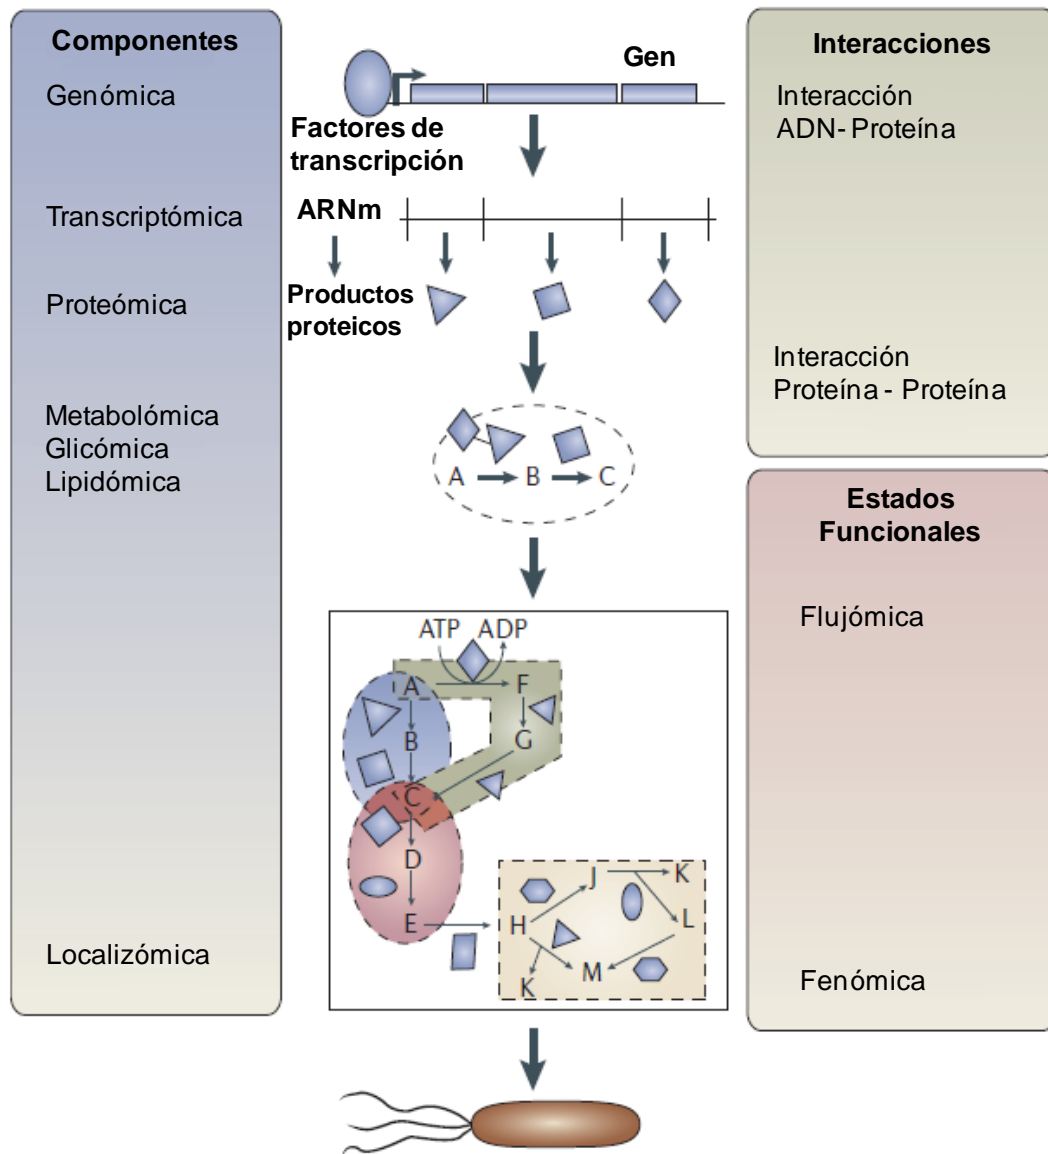 Componentes
Genómica
Transcriptómica
Proteómica
Metabolómica
Glicómica
Lipidómica
Localizómica
Gen
Factores de
transcripción
ARNm
Productos
proteicos
A B C
ATP ADP
A F
B G
C
D
E H J K
L
M
K
Interacciones
Interacción
ADN- Proteína
Interacción
Proteína - Proteína
Estados
Funcionales
Flujómica
Fenómica